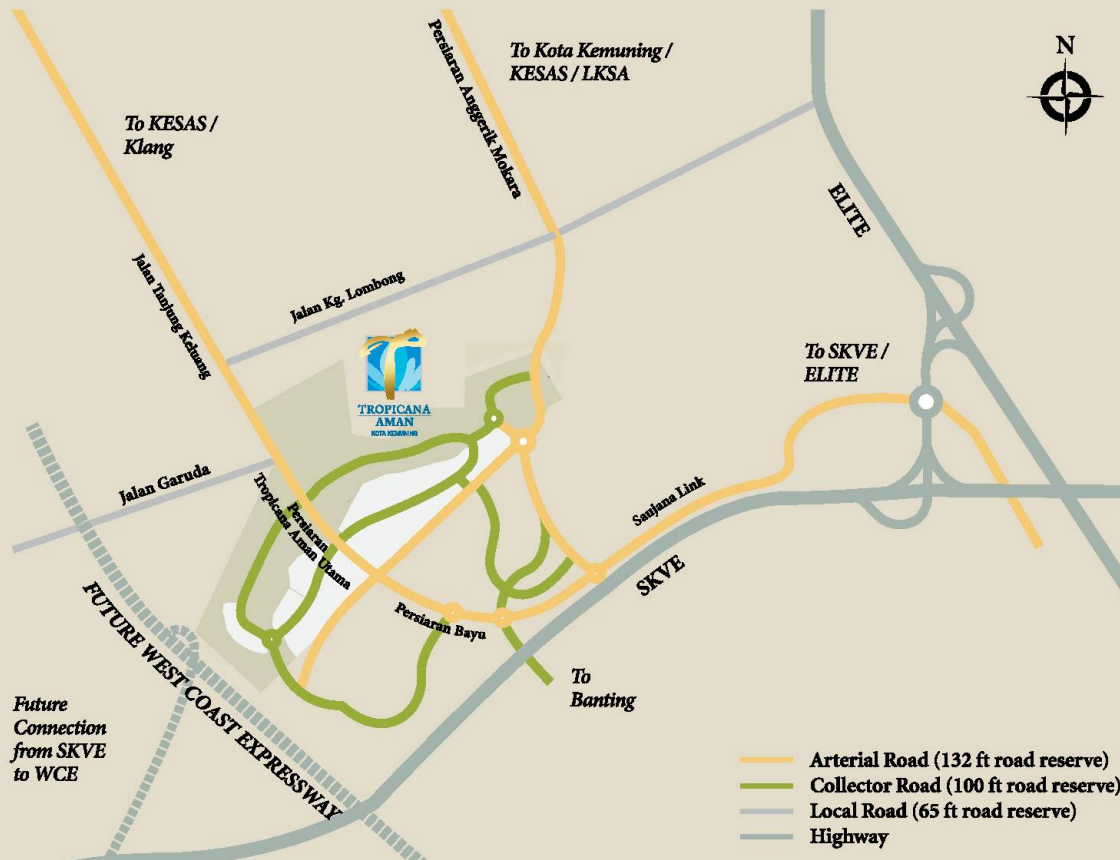 To Kota Kemuning /
KESAS / LKSA
N
Persiaran Anggerik Mokara
To KESAS /
Klang
ELITE
Jalan Tanjung Keluang
Jalan Kg. Lombong
To SKVE /
ELITE
TROPICANA
AMAN
KOTA KEMUNING
Jalan Garuda
Persiaran
Tropicana Aman Utama
Saujana Link
SKVE
Persiaran Bayu
FUTURE WEST COAST EXPRESSWAY
To
Banting
Future
Connection
from SKVE
to WCE
Arterial Road (132 ft road reserve)
Collector Road (100 ft road reserve)
Local Road (65 ft road reserve)
Highway